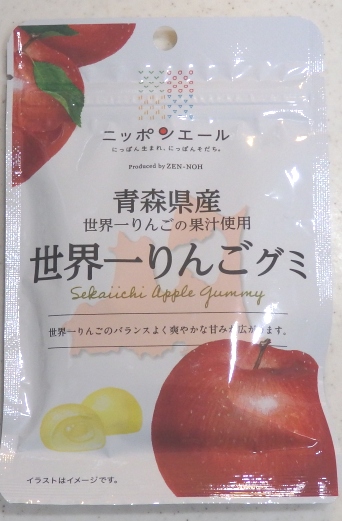 ニッポンエール
にっぽん生まれ、にっぽんそだち。
Produced by ZEN-NOH
青森県産
世界一りんごの果汁使用
世界一りんごグミ
Sekaiichi Apple Gummy
世界一りんごのバランスよく爽やかな甘みが広がります。
イラストはイメージです。